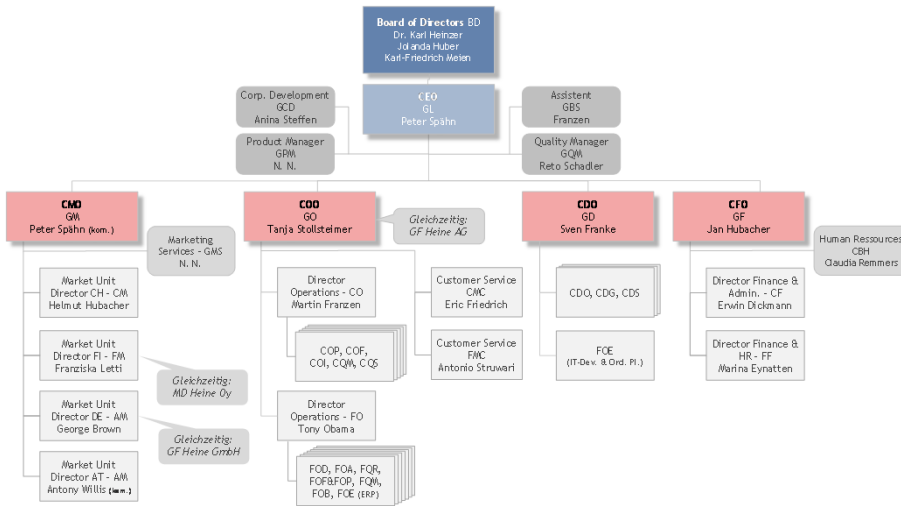 Board of Directors BD
Dr. Karl Heinzer
Jolanda Huber
Karl-Friedrich Meien
CEO
GL
Peter Spähn
Corp. Development
GCD
Anina Steffen
Assistent
GBS
Franzen
Product Manager
GPM
N. N.
Quality Manager
GQM
Reto Schadler
CMO
GM
Peter Spähn (kom.)
COO
GO
Tanja Stollsteimer
Gleichzeitig:
GF Heine AG
CDO
GD
Sven Franke
CFO
GF
Jan Hubacher
Marketing
Services - GMS
N. N.
Human Ressources
CBH
Claudia Remmers
Market Unit
Director CH - CM
Helmut Hubacher
Market Unit
Director FI - FM
Franziska Letti
Gleichzeitig:
MD Heine Oy
Market Unit
Director DE - AM
George Brown
Gleichzeitig:
GF Heine GmbH
Market Unit
Director AT - AM
Antony Willis (kom.)
Director
Operations - CO
Martin Franzen
COP, COF,
COI, CQM, CQS
Director
Operations - FO
Tony Obama
FOD, FOA, FQR,
FOF&FOP, FQM,
FOB, FOE (ERP)
Customer Service
CMC
Eric Friedrich
Customer Service
FMC
Antonio Struwari
CDO, CDG, CDS
FOE
(IT-Dev. & Ord. Pl.)
Director Finance &
Admin. - CF
Erwin Dickmann
Director Finance &
HR - FF
Marina Eynatten